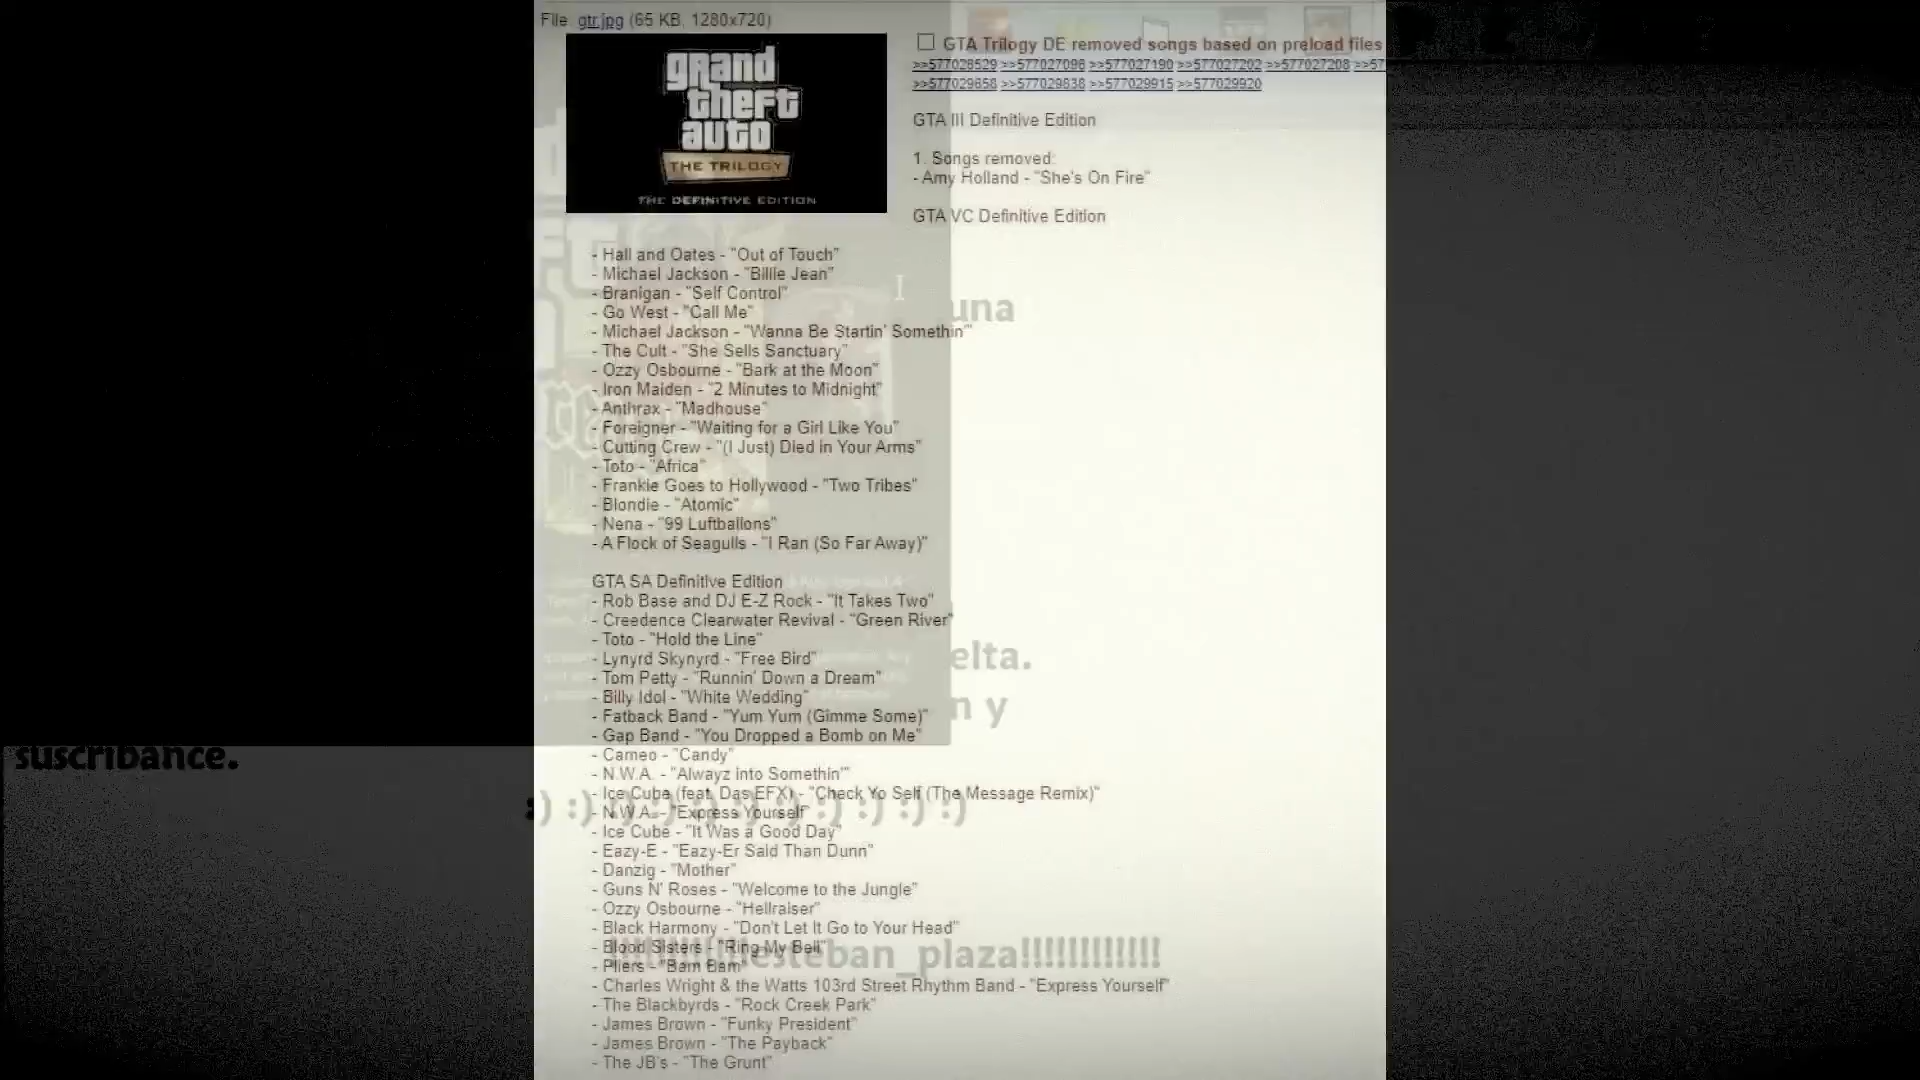 File: gtr.jpg (65 KB, 1280x720)
grand
theft
auto
THE TRILOGY
THE DEFINITIVE EDITION
GTA Trilogy DE removed songs based on preload files
>>577028529 >>577027098 >>577027190 >>577027202 >>577027208 >>57
>>577029658 >>577029838 >>577029915 >>577029920
GTA III Definitive Edition
1. Songs removed:
- Amy Holland - "She's On Fire"
GTA VC Definitive Edition
- Hall and Oates - "Out of Touch"
- Michael Jackson - "Billie Jean"
- Branigan - "Self Control"
- Go West - "Call Me"
- Michael Jackson - "Wanna Be Startin' Somethin'"
- The Cult - "She Sells Sanctuary"
- Ozzy Osbourne - "Bark at the Moon"
- Iron Maiden - "2 Minutes to Midnight"
- Anthrax - "Madhouse"
- Foreigner - "Waiting for a Girl Like You"
- Cutting Crew - "(I Just) Died in Your Arms"
- Toto - "Africa"
- Frankie Goes to Hollywood - "Two Tribes"
- Blondie - "Atomic"
- Nena - "99 Luftballons"
- A Flock of Seagulls - "I Ran (So Far Away)"
GTA SA Definitive Edition
- Rob Base and DJ E-Z Rock - "It Takes Two"
- Creedence Clearwater Revival - "Green River"
- Toto - "Hold the Line"
- Lynyrd Skynyrd - "Free Bird"
- Tom Petty - "Runnin' Down a Dream"
- Billy Idol - "White Wedding"
- Fatback Band - "Yum Yum (Gimme Some)"
- Gap Band - "You Dropped a Bomb on Me"
- Cameo - "Candy"
- N.W.A. - "Alwayz into Somethin'"
- Ice Cube (feat. Das EFX) - "Check Yo Self (The Message Remix)"
- N.W.A. - "Express Yourself"
- Ice Cube - "It Was a Good Day"
- Eazy-E - "Eazy-Er Said Than Dunn"
- Danzig - "Mother"
- Guns N' Roses - "Welcome to the Jungle"
- Ozzy Osbourne - "Hellraiser"
- Black Harmony - "Don't Let It Go to Your Head"
- Blood Sisters - "Ring My Bell"
- Pliers - "Bam Bam"
- Charles Wright & the Watts 103rd Street Rhythm Band - "Express Yourself"
- The Blackbyrds - "Rock Creek Park"
- James Brown - "Funky President"
- James Brown - "The Payback"
- The JB's - "The Grunt"
una
elta.
n y
suscribance.
:) :) :) :) :) :) :) :) :) :) :)
esteban_plaza!!!!!!!!!!!!!